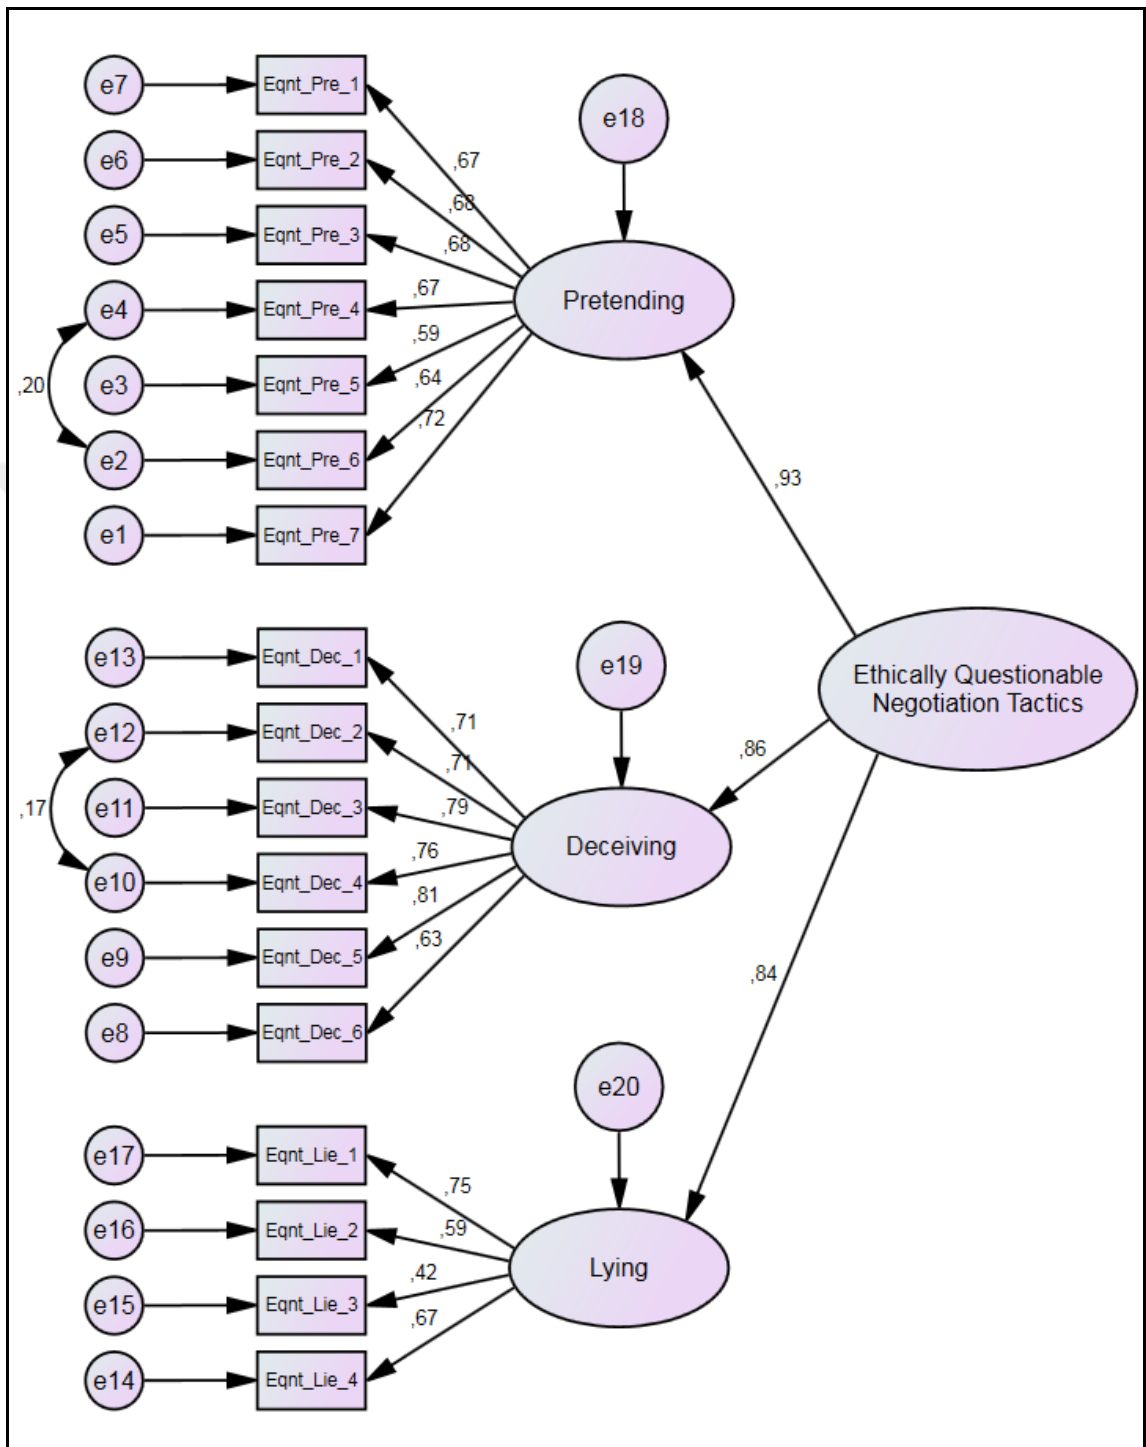 e7
Eqnt_Pre_1
e18
,67
e6
Eqnt_Pre_2
,68
e5
Eqnt_Pre_3
,68
e4
Eqnt_Pre_4
,67
Pretending
,59
e3
Eqnt_Pre_5
,20
,64
,72
e2
Eqnt_Pre_6
,93
e1
Eqnt_Pre_7
e13
Eqnt_Dec_1
e19
Ethically Questionable
Negotiation Tactics
,71
e12
Eqnt_Dec_2
,71
,86
e11
Eqnt_Dec_3
,79
,17
Deceiving
,76
e10
Eqnt_Dec_4
,81
,63
e9
Eqnt_Dec_5
,84
e8
Eqnt_Dec_6
e20
e17
Eqnt_Lie_1
,75
e16
Eqnt_Lie_2
,59
Lying
,42
e15
Eqnt_Lie_3
,67
e14
Eqnt_Lie_4